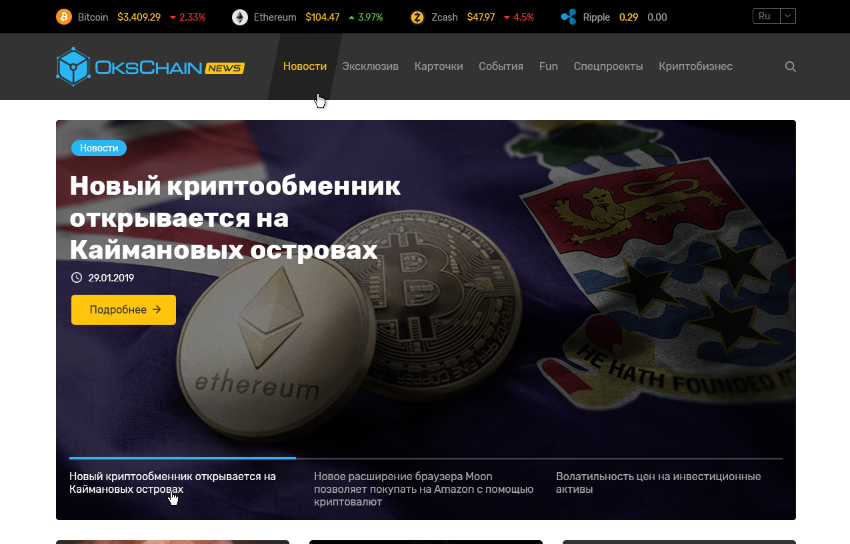 Bitcoin $3,409.29 2.33% Ethereum $104.47 3.97% Zcash $47.97 4.5% Ripple 0.29 0.00 Ru
OKSCHAIN NEWS Новости Эксклюзив Карточки События Fun Спецпроекты Криптобизнес
Новости
Новый криптообменник
открывается на
Каймановых островах
29.01.2019
Подробнее →
ethereum
HE HATH FOUNDED IT
Новый криптообменник открывается на
Каймановых островах
Новое расширение браузера Moon
позволяет покупать на Amazon с помощью
криптовалют
Волатильность цен на инвестиционные
активы